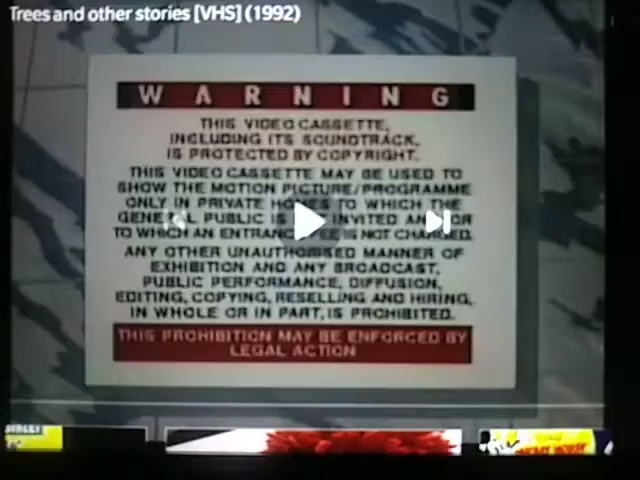 Trees and other stories [VHS] (1992)
WARNING
THIS VIDEO CASSETTE,
INCLUDING ITS SOUNDTRACK,
IS PROTECTED BY COPYRIGHT.
THIS VIDEO CASSETTE MAY BE USED TO
SHOW THE MOTION PICTURE/PROGRAMME
ONLY IN PRIVATE HOMES TO WHICH THE
GENERAL PUBLIC IS INVITED AND OR
TO WHICH AN ENTRANCE FEE IS NOT CHARGED.
ANY OTHER UNAUTHORISED MANNER OF
EXHIBITION AND ANY BROADCAST,
PUBLIC PERFORMANCE, DIFFUSION,
EDITING, COPYING, RESELLING AND HIRING,
IN WHOLE OR IN PART, IS PROHIBITED.
THIS PROHIBITION MAY BE ENFORCED BY
LEGAL ACTION